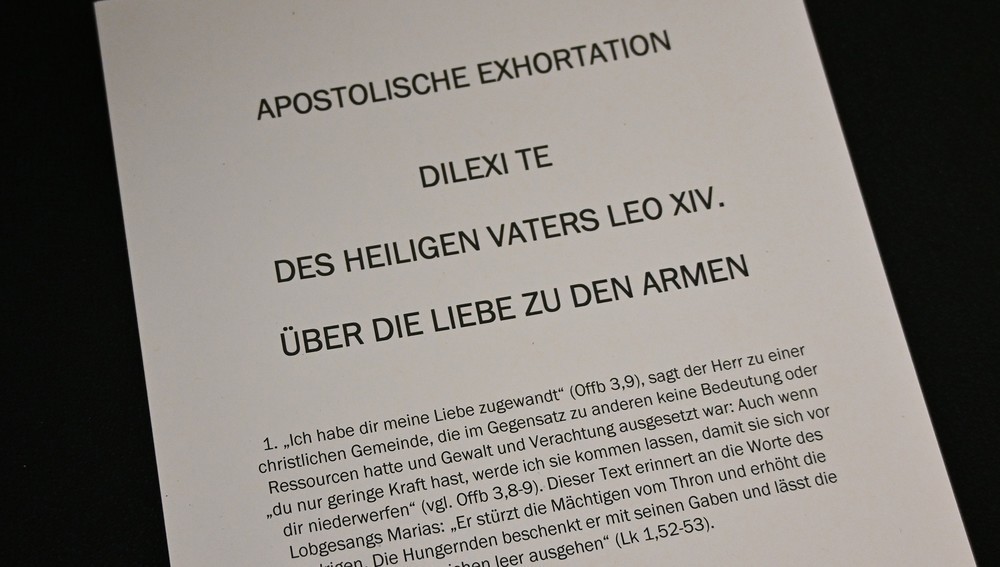 APOSTOLISCHE EXHORTATION
DILEXI TE
DES HEILIGEN VATERS LEO XIV.
ÜBER DIE LIEBE ZU DEN ARMEN
1. „Ich habe dir meine Liebe zugewandt“ (Offb 3,9), sagt der Herr zu einer
christlichen Gemeinde, die im Gegensatz zu anderen keine Bedeutung oder
Ressourcen hatte und Gewalt und Verachtung ausgesetzt war: Auch wenn
„du nur geringe Kraft hast, werde ich sie kommen lassen, damit sie sich vor
dir niederwerfen“ (vgl. Offb 3,8-9). Dieser Text erinnert an die Worte des
Lobgesangs Marias: „Er stürzt die Mächtigen vom Thron und erhöht die
Die Hungernden beschenkt er mit seinen Gaben und lässt die
leer ausgehen“ (Lk 1,52-53).